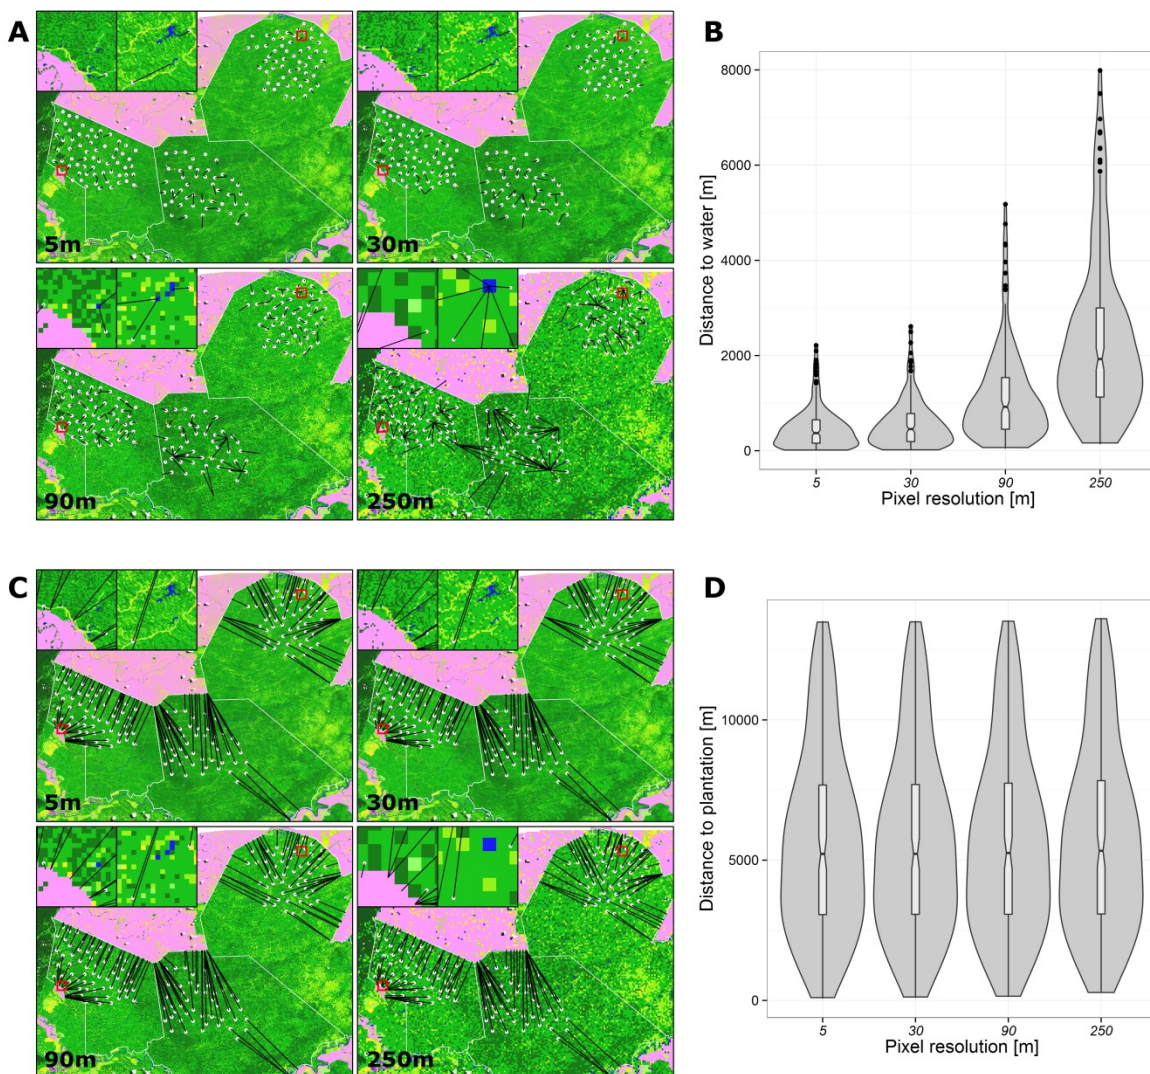 A
5m
30m
90m
250m
B
8000
6000
4000
2000
0
Distance to water [m]
5
30
90
250
Pixel resolution [m]
C
5m
30m
90m
250m
D
10000
5000
0
Distance to plantation [m]
5
30
90
250
Pixel resolution [m]